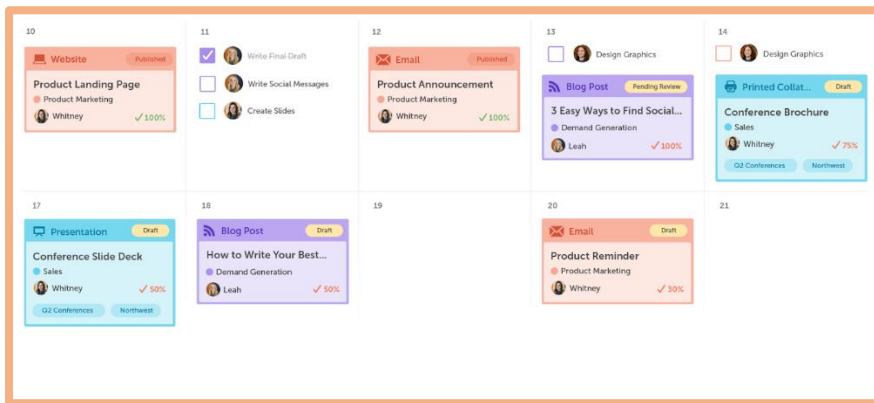 10
11
12
13
14
Website
Published
Product Landing Page
Product Marketing
Whitney
100%
Write Final Draft
Write Social Messages
Create Slides
Email
Published
Product Announcement
Product Marketing
Whitney
100%
Design Graphics
Blog Post
Pending Review
3 Easy Ways to Find Social...
Demand Generation
Leah
100%
Design Graphics
Printed Collat...
Draft
Conference Brochure
Sales
Whitney
75%
Q2 Conferences
Northwest
17
18
19
20
21
Presentation
Draft
Conference Slide Deck
Sales
Whitney
50%
Q2 Conferences
Northwest
Blog Post
Draft
How to Write Your Best...
Demand Generation
Leah
50%
Email
Draft
Product Reminder
Product Marketing
Whitney
30%